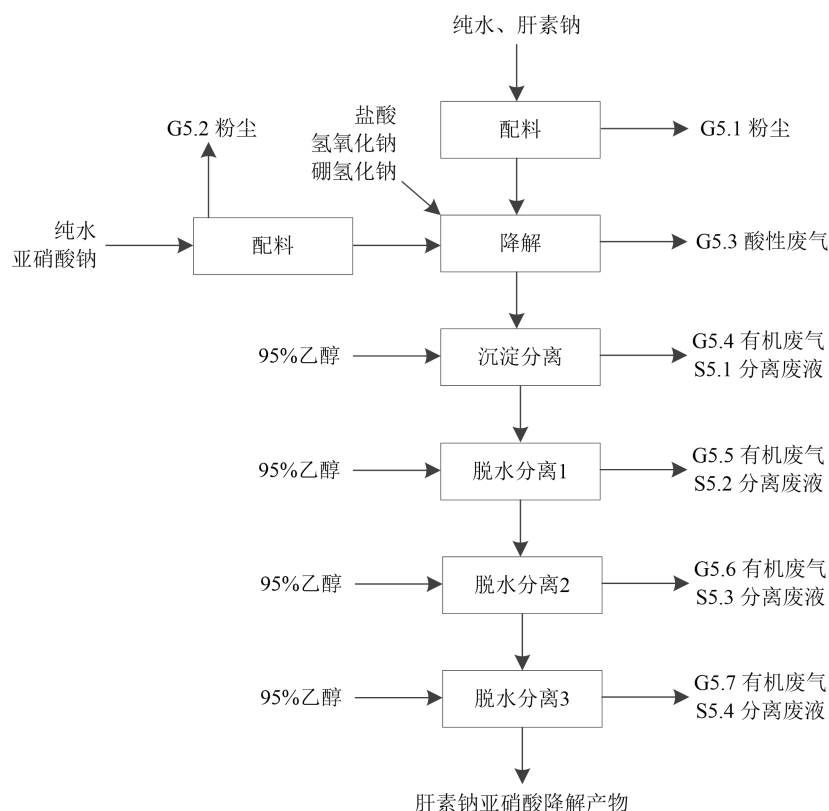 纯水、肝素钠
配料
G5.1 粉尘
G5.2 粉尘
盐酸
氢氧化钠
硼氢化钠
纯水
亚硝酸钠
配料
降解
G5.3 酸性废气
95%乙醇
沉淀分离
G5.4 有机废气
S5.1 分离废液
95%乙醇
脱水分离1
G5.5 有机废气
S5.2 分离废液
95%乙醇
脱水分离2
G5.6 有机废气
S5.3 分离废液
95%乙醇
脱水分离3
G5.7 有机废气
S5.4 分离废液
肝素钠亚硝酸降解产物